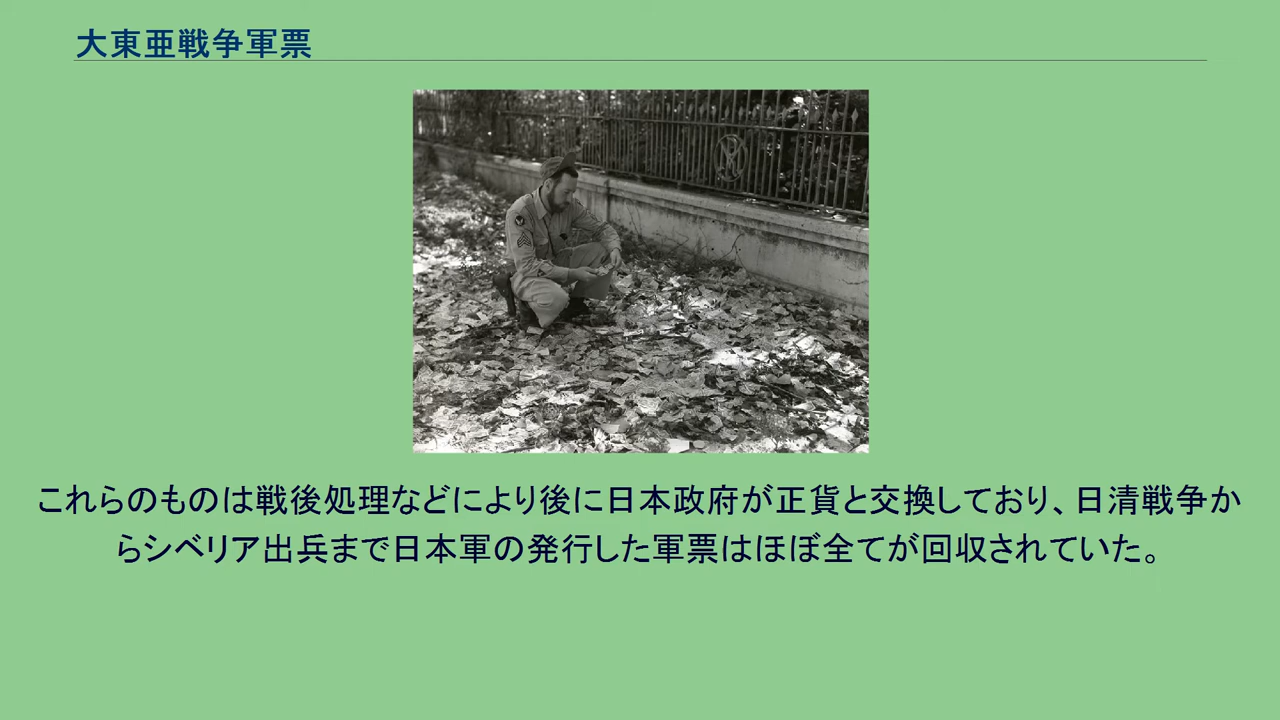 大東亜戦争軍票
これらのものは戦後処理などにより後に日本政府が正貨と交換しており、日清戦争か
らシベリア出兵まで日本軍の発行した軍票はほぼ全てが回収されていた。